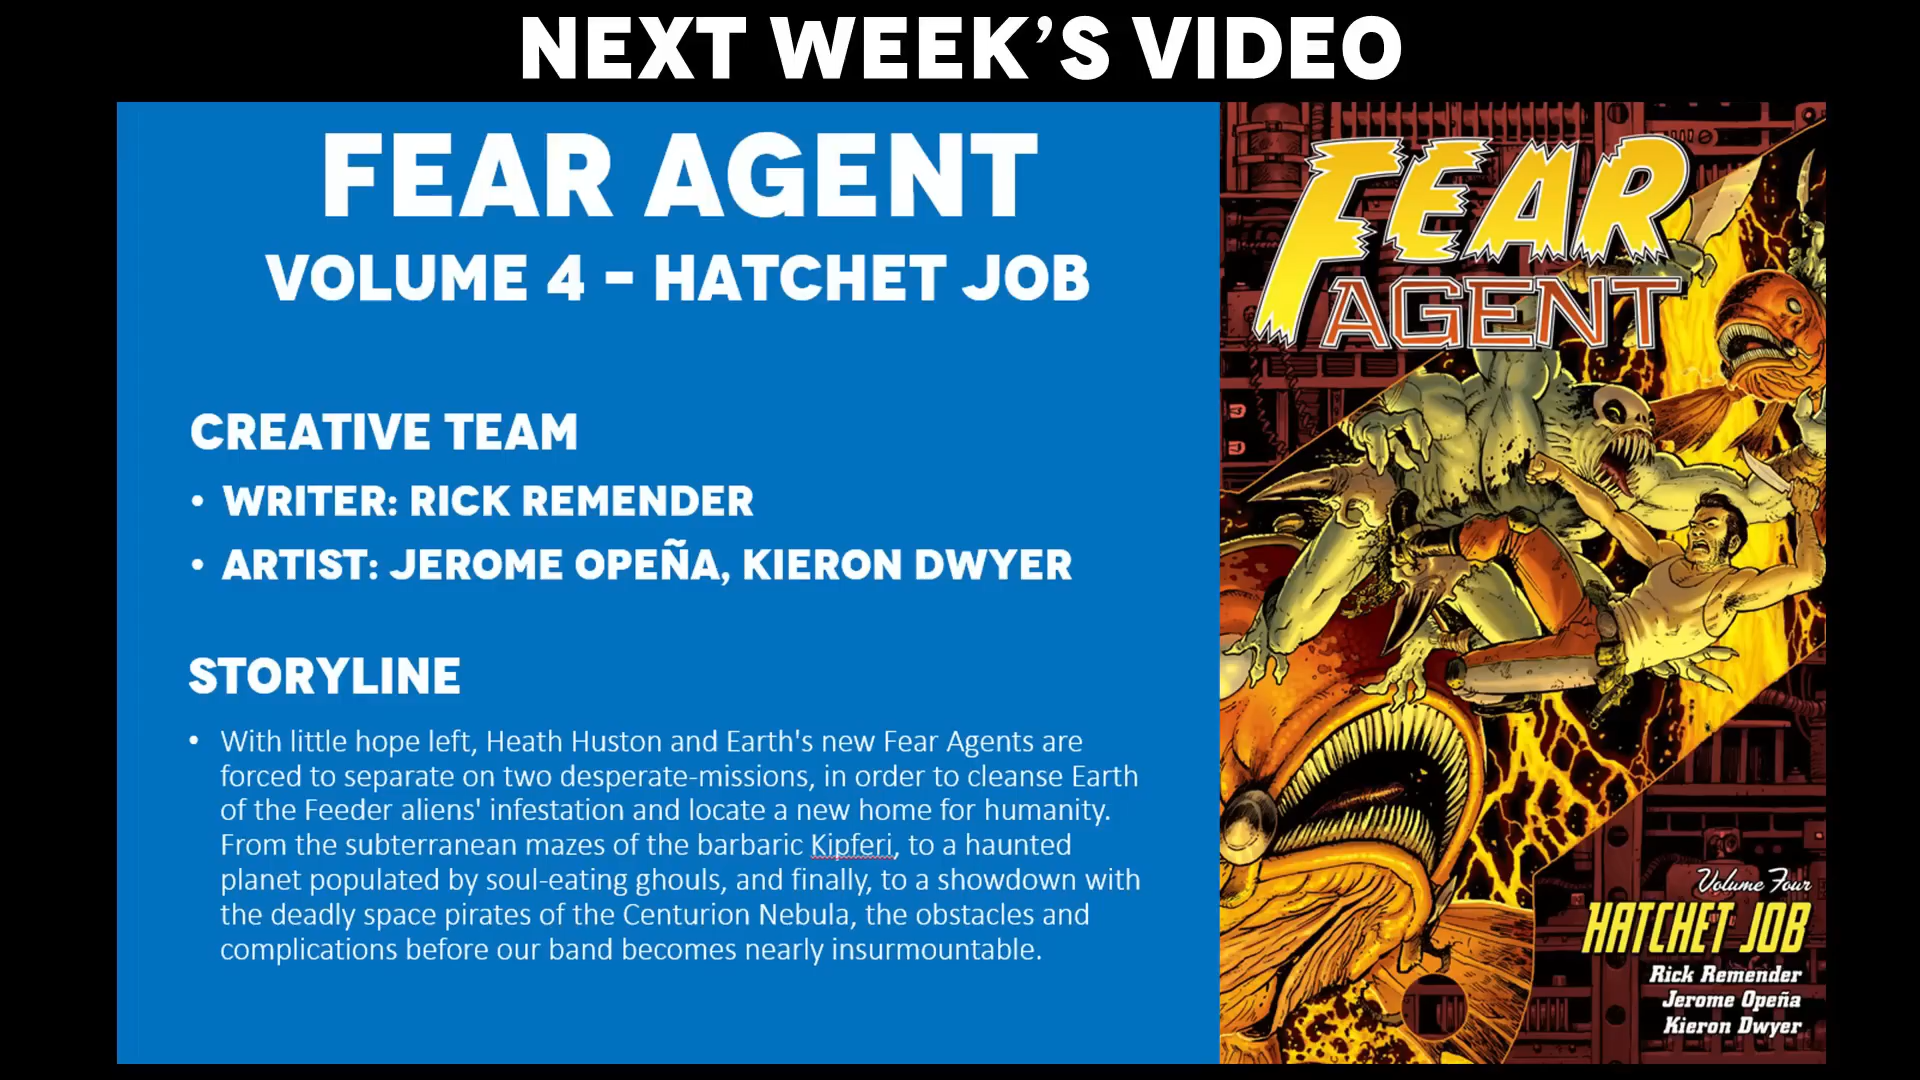 NEXT WEEK'S VIDEO
FEAR AGENT
VOLUME 4 - HATCHET JOB
CREATIVE TEAM
• WRITER: RICK REMENDER
• ARTIST: JEROME OPEÑA, KIERON DWYER
STORYLINE
• With little hope left, Heath Huston and Earth's new Fear Agents are
forced to separate on two desperate-missions, in order to cleanse Earth
of the Feeder aliens' infestation and locate a new home for humanity.
From the subterranean mazes of the barbaric Kipferi, to a haunted
planet populated by soul-eating ghouls, and finally, to a showdown with
the deadly space pirates of the Centurion Nebula, the obstacles and
complications before our band becomes nearly insurmountable.
FEAR
AGENT
Volume Four
HATCHET JOB
Rick Remender
Jerome Opeña
Kieron Dwyer